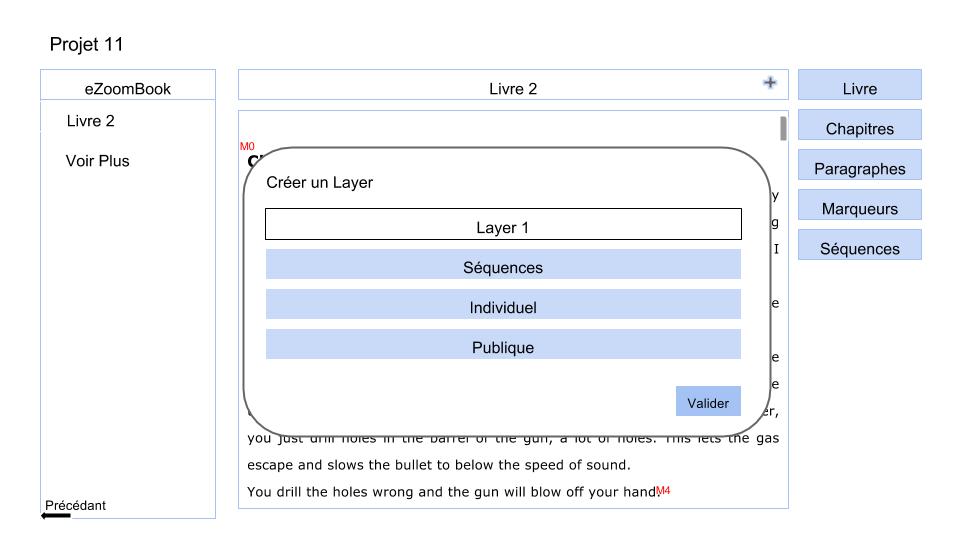 Projet 11
eZoomBook
Livre 2
Voir Plus
Précédant
Livre 2
M0
Créer un Layer
Layer 1
Séquences
Individuel
Publique
Valider
y
g
I
e
e
e
er,
you just drill holes in the barrel of the gun, a lot of holes. This lets the gas
escape and slows the bullet to below the speed of sound.
You drill the holes wrong and the gun will blow off your hand.M4
Livre
Chapitres
Paragraphes
Marqueurs
Séquences